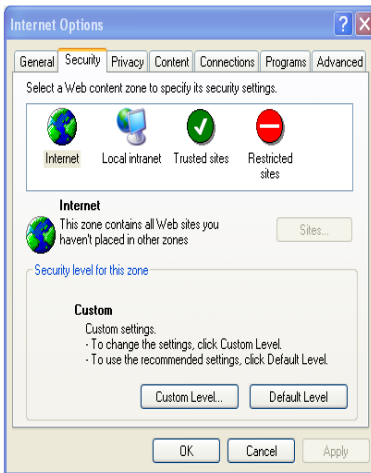 Internet Options
General Security Privacy Content Connections Programs Advanced
Select a Web content zone to specify its security settings.
Internet Local intranet Trusted sites Restricted
sites
Internet
This zone contains all Web sites you
haven't placed in other zones
Sites...
Security level for this zone
Custom
Custom settings.
- To change the settings, click Custom Level.
- To use the recommended settings, click Default Level.
Custom Level... Default Level
OK Cancel Apply